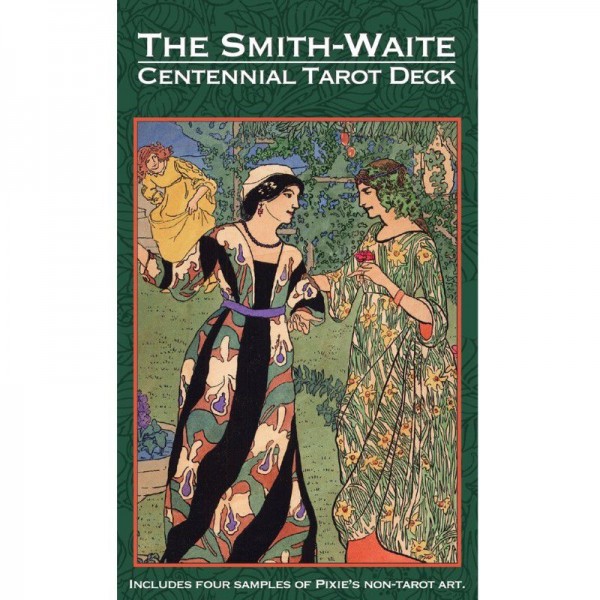 THE SMITH-WAITE
CENTENNIAL TAROT DECK
INCLUDES FOUR SAMPLES OF PIXIE'S NON-TAROT ART.